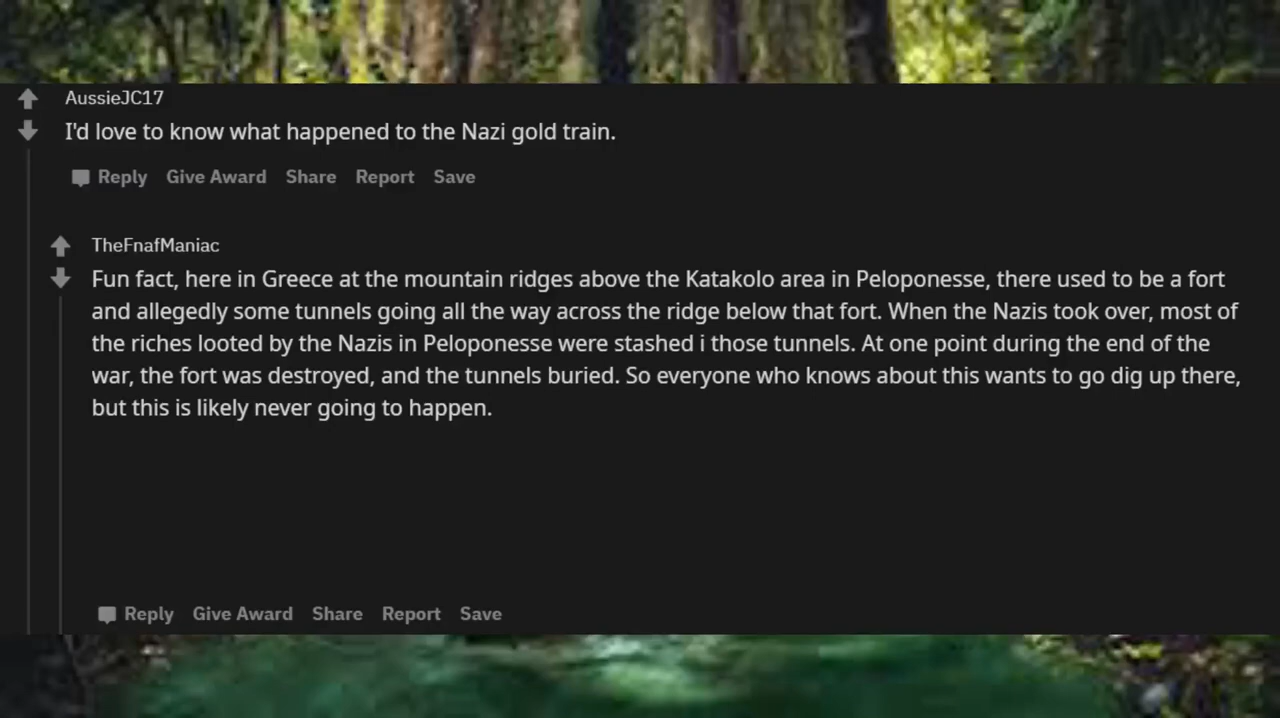 AussieJC17
I'd love to know what happened to the Nazi gold train.
Reply Give Award Share Report Save
TheFnafManiac
Fun fact, here in Greece at the mountain ridges above the Katakolo area in Peloponesse, there used to be a fort
and allegedly some tunnels going all the way across the ridge below that fort. When the Nazis took over, most of
the riches looted by the Nazis in Peloponesse were stashed i those tunnels. At one point during the end of the
war, the fort was destroyed, and the tunnels buried. So everyone who knows about this wants to go dig up there,
but this is likely never going to happen.
Reply Give Award Share Report Save